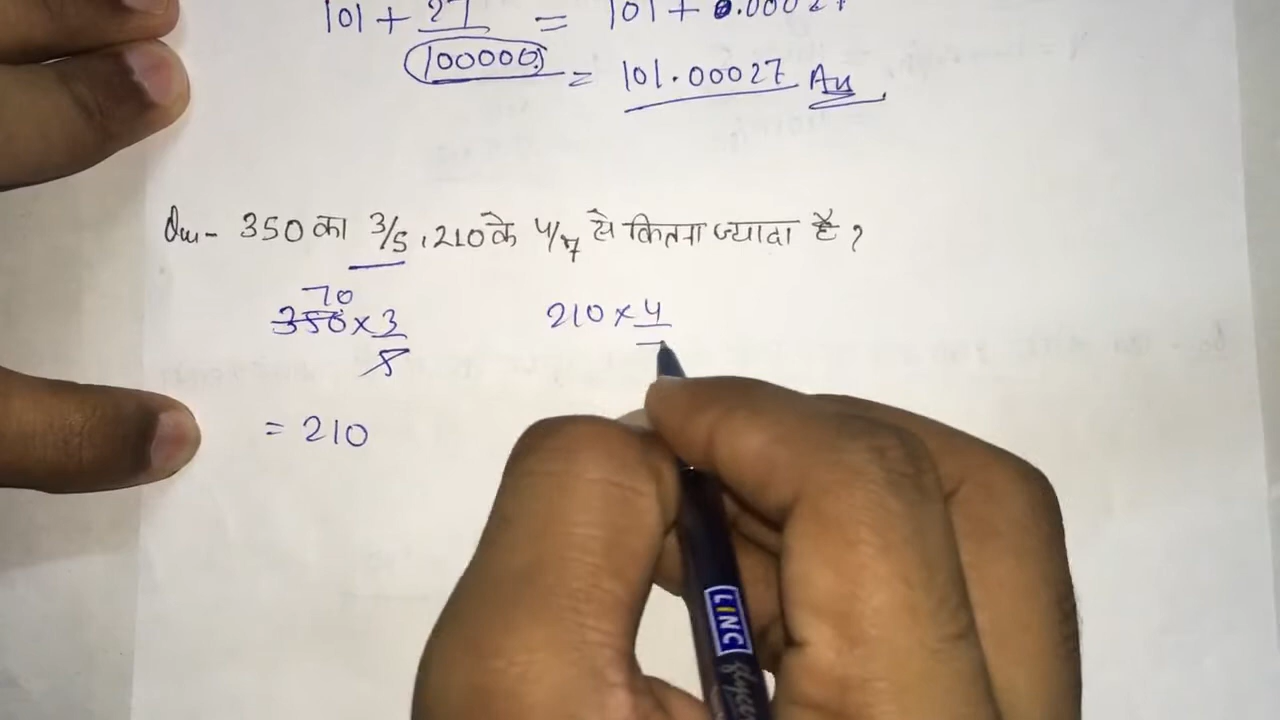 101 + 27 = 101 + 0.00027
100000
= 101.00027 Ans
Qu - 350 का 3/5, 210 के 4/7 से कितना ज्यादा है ?
70
350 × 3 210 × 4
5
= 210
LINC